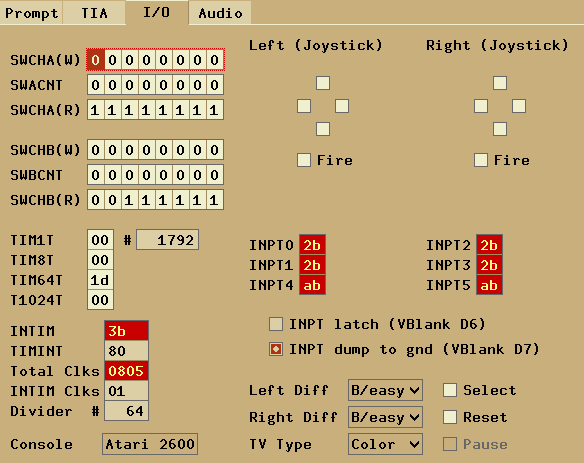 Prompt TIA I/O Audio
Left (Joystick) Right (Joystick)
SWCHA(W) 0 0 0 0 0 0 0 0
SWACNT 0 0 0 0 0 0 0 0
SWCHA(R) 1 1 1 1 1 1 1 1
Fire Fire
SWCHB(W) 0 0 0 0 0 0 0 0
SWBCNT 0 0 0 0 0 0 0 0
SWCHB(R) 0 0 1 1 1 1 1 1
TIM1T 00 # 1792
TIM8T 00
TIM64T 1d
T1024T 00
INPT0 2b INPT2 2b
INPT1 2b INPT3 2b
INPT4 ab INPT5 ab
INTIM 3b
TIMINT 80
Total Clks 0805
INTIM Clks 01
Divider # 64
INPT latch (VBlank D6)
INPT dump to gnd (VBlank D7)
Left Diff B/easy Select
Right Diff B/easy Reset
TV Type Color Pause
Console Atari 2600